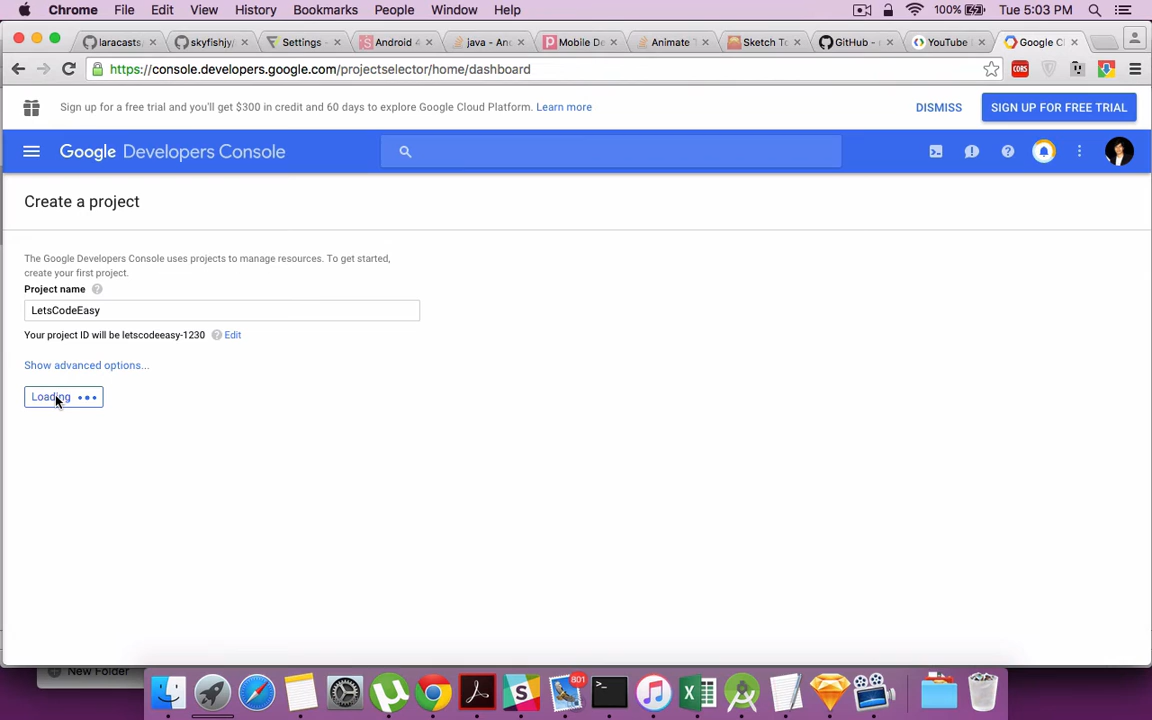 Chrome File Edit View History Bookmarks People Window Help 100% Tue 5:03 PM
laracasts, skyfishjy/ Settings - Android 4 java - And Mobile De Animate T Sketch To GitHub - YouTube Google Cl
https://console.developers.google.com/projectselector/home/dashboard CORS
Sign up for a free trial and you'll get $300 in credit and 60 days to explore Google Cloud Platform. Learn more DISMISS SIGN UP FOR FREE TRIAL
Google Developers Console
Create a project
The Google Developers Console uses projects to manage resources. To get started,
create your first project.
Project name
LetsCodeEasy
Your project ID will be letscodeeasy-1230 Edit
Show advanced options...
Loading
New Folder
801